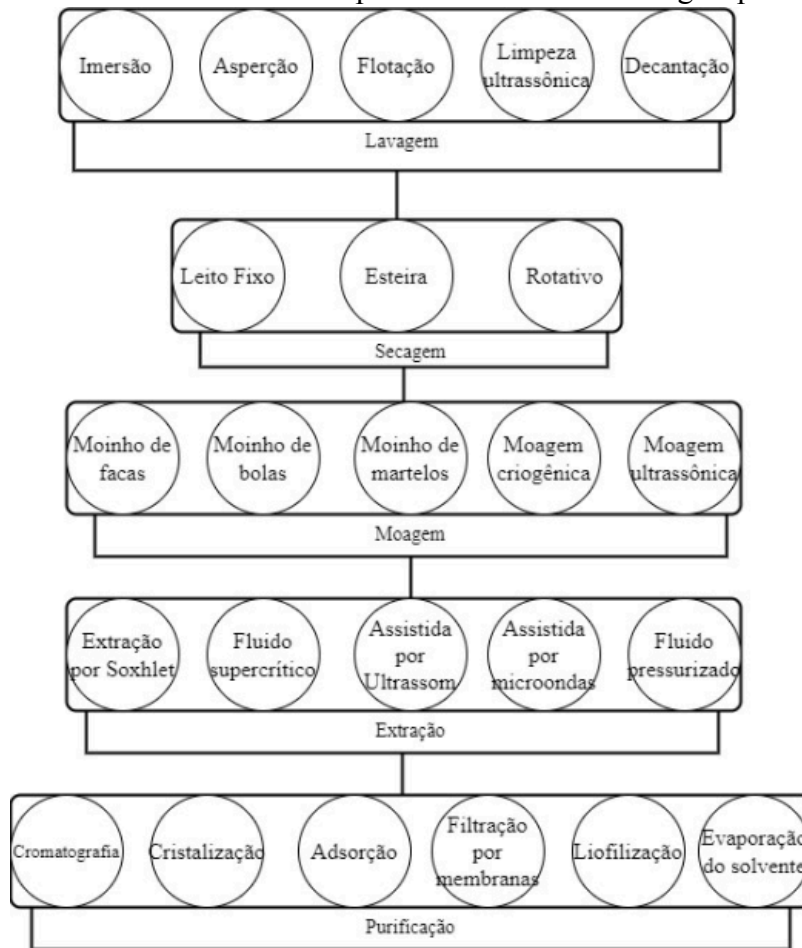 Imersão
Asperção
Flotação
Limpeza
ultrassônica
Decantação
Lavagem
Leito Fixo
Esteira
Rotativo
Secagem
Moinho de
facas
Moinho de
bolas
Moinho de
martelos
Moagem
criogênica
Moagem
ultrassônica
Moagem
Extração
por Soxhlet
Fluido
supercrítico
Assistida
por
Ultrassom
Assistida
por
microondas
Fluido
pressurizado
Extração
Cromatografia
Cristalização
Adsorção
Filtração
por
membranas
Liofilização
Evaporação
do solvente
Purificação